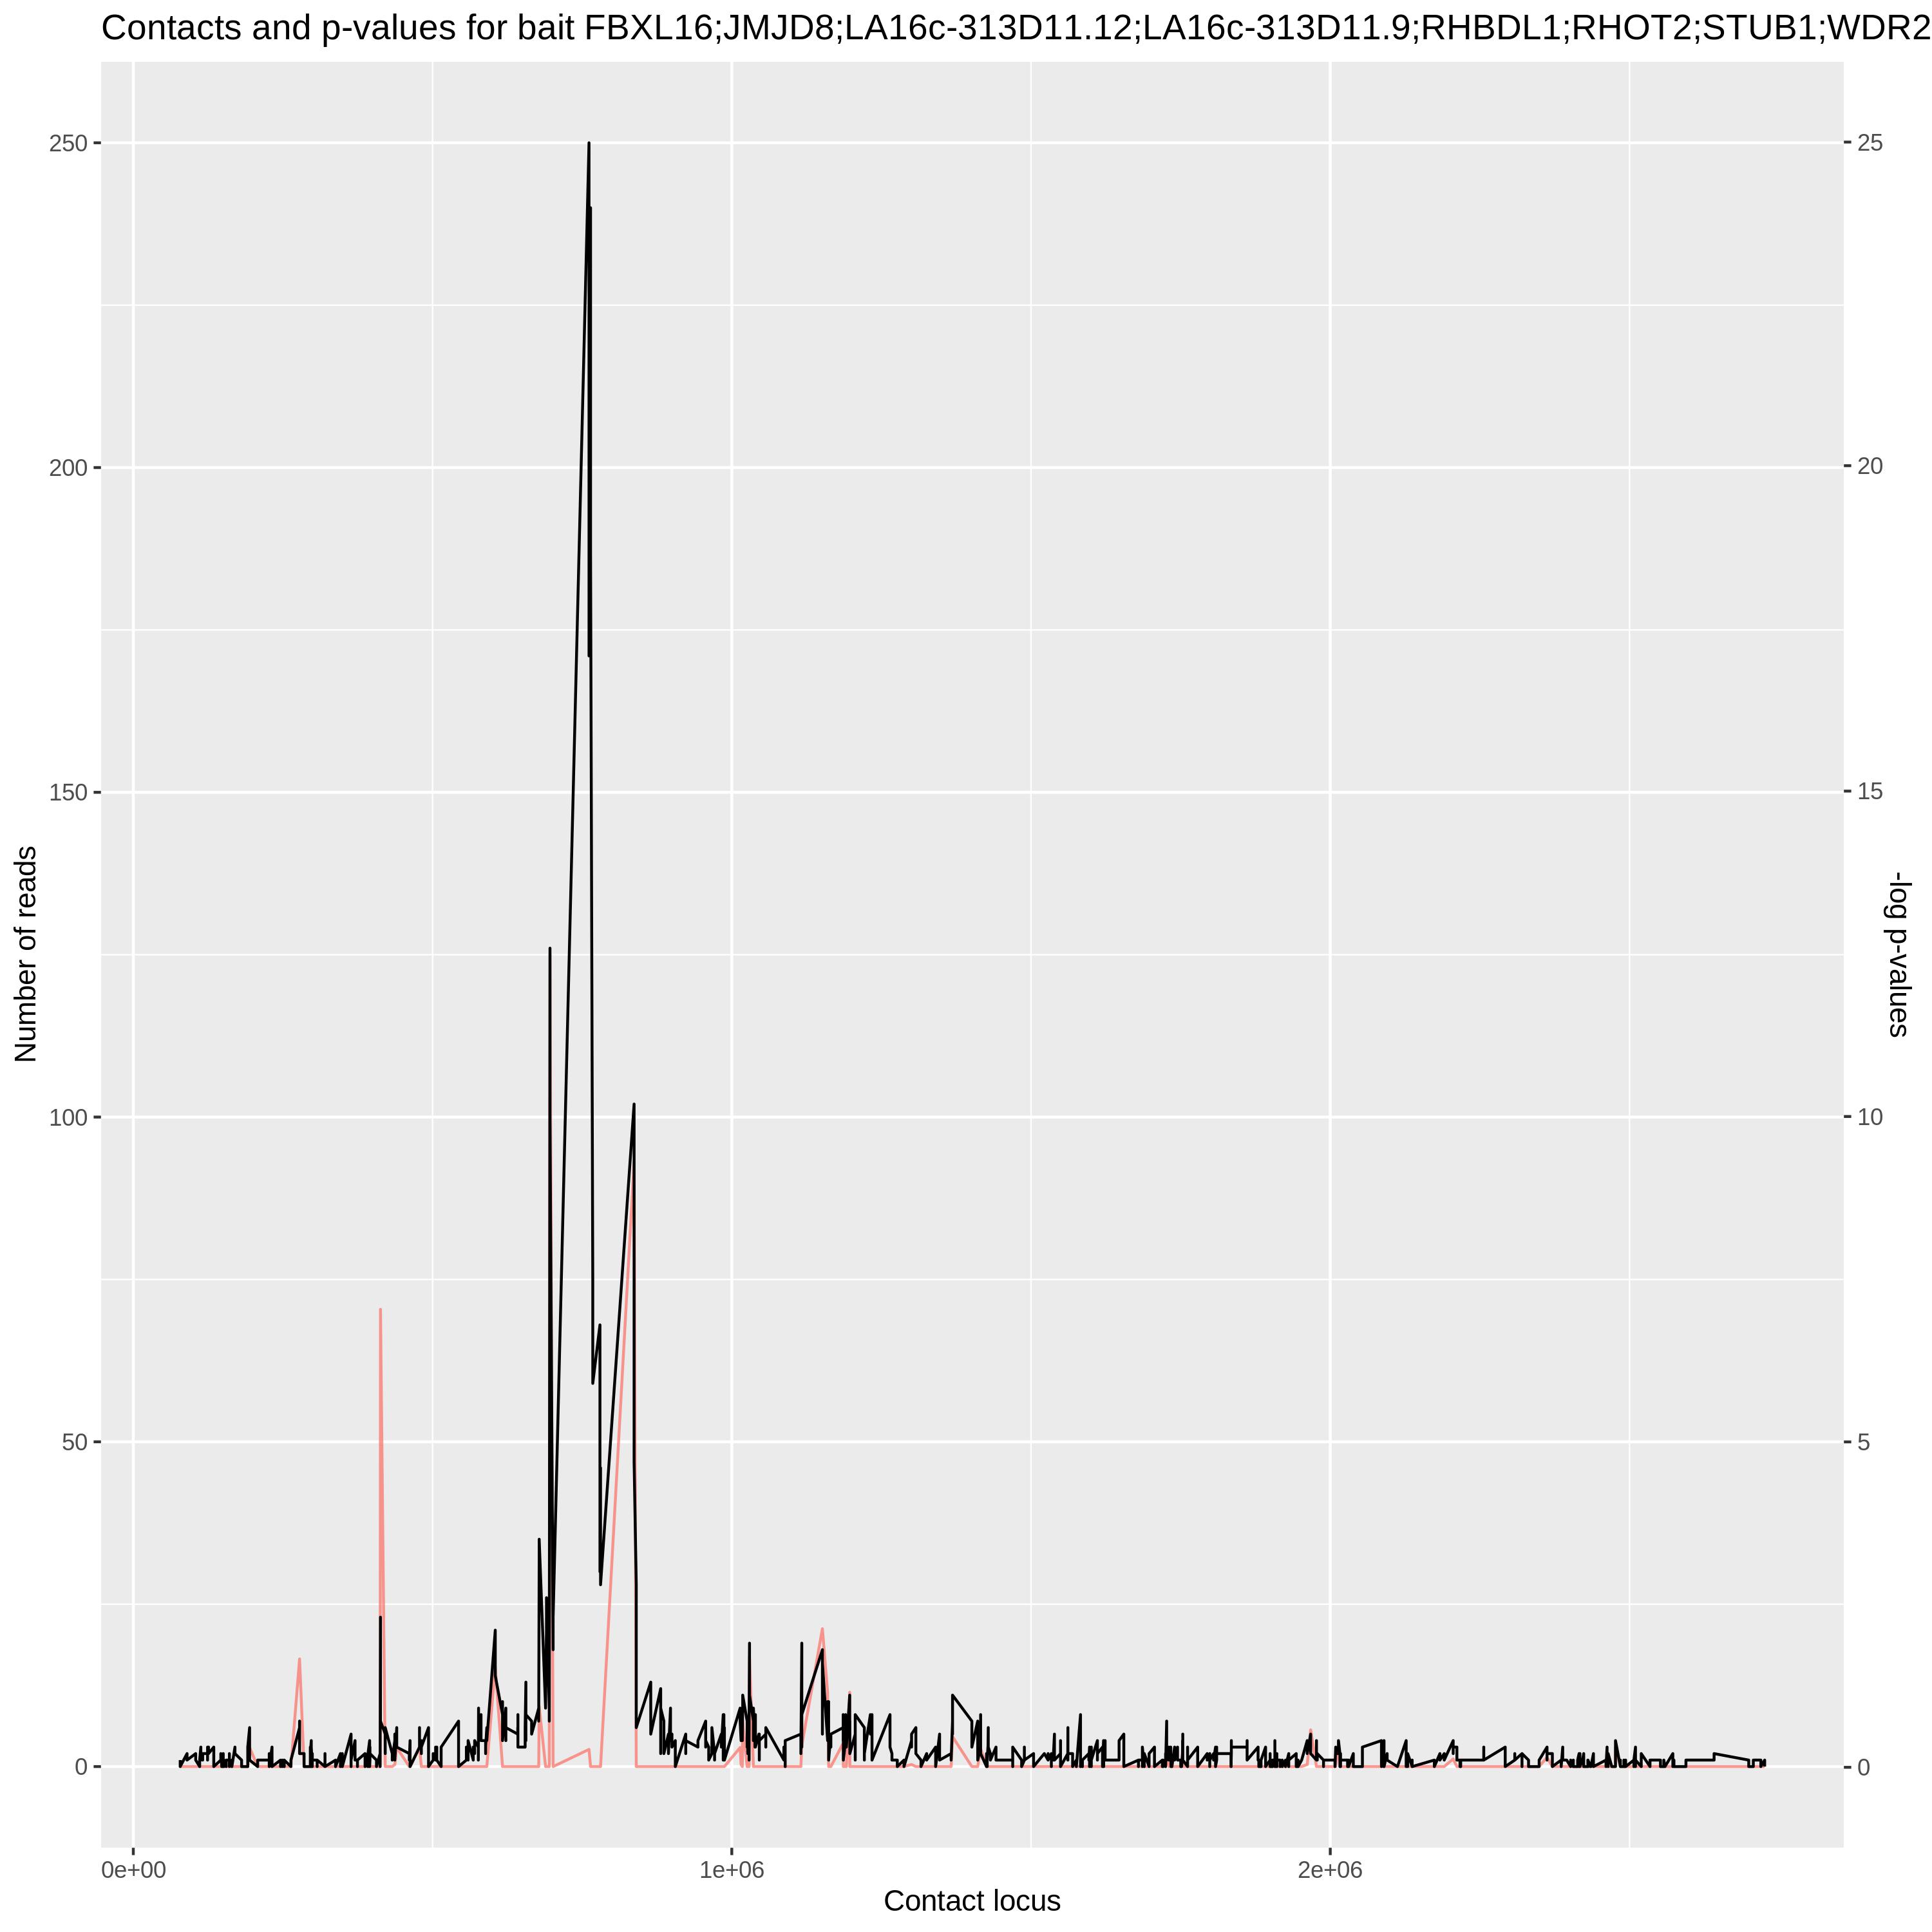 Contacts and p-values for bait FBXL16;JMJD8;LA16c-313D11.12;LA16c-313D11.9;RHBDL1;RHOT2;STUB1;WDR2
250
200
150
100
50
0
Number of reads
25
20
15
10
5
0
-log p-values
0e+00
1e+06
2e+06
Contact locus